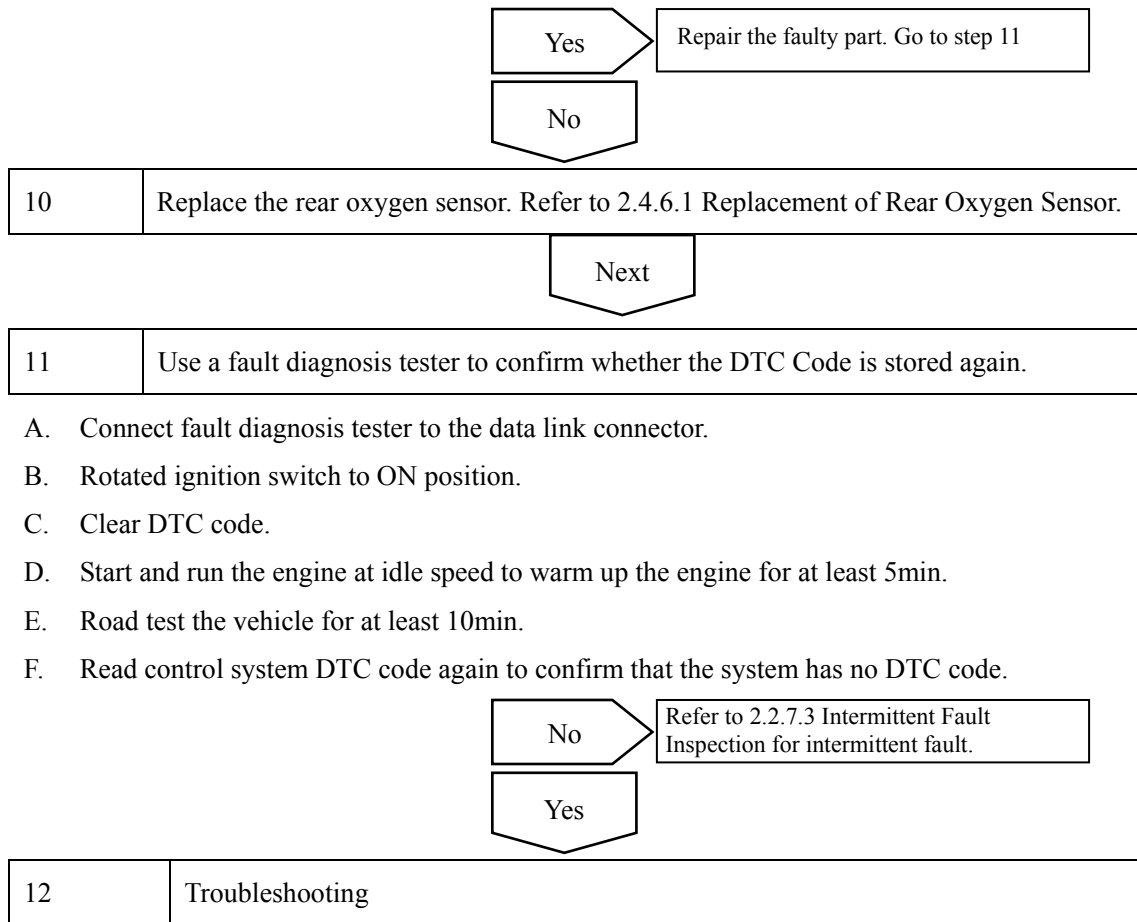 Yes
Repair the faulty part. Go to step 11
No
10
Replace the rear oxygen sensor. Refer to 2.4.6.1 Replacement of Rear Oxygen Sensor.
Next
11
Use a fault diagnosis tester to confirm whether the DTC Code is stored again.
A. Connect fault diagnosis tester to the data link connector.
B. Rotated ignition switch to ON position.
C. Clear DTC code.
D. Start and run the engine at idle speed to warm up the engine for at least 5min.
E. Road test the vehicle for at least 10min.
F. Read control system DTC code again to confirm that the system has no DTC code.
No
Refer to 2.2.7.3 Intermittent Fault
Inspection for intermittent fault.
Yes
12
Troubleshooting